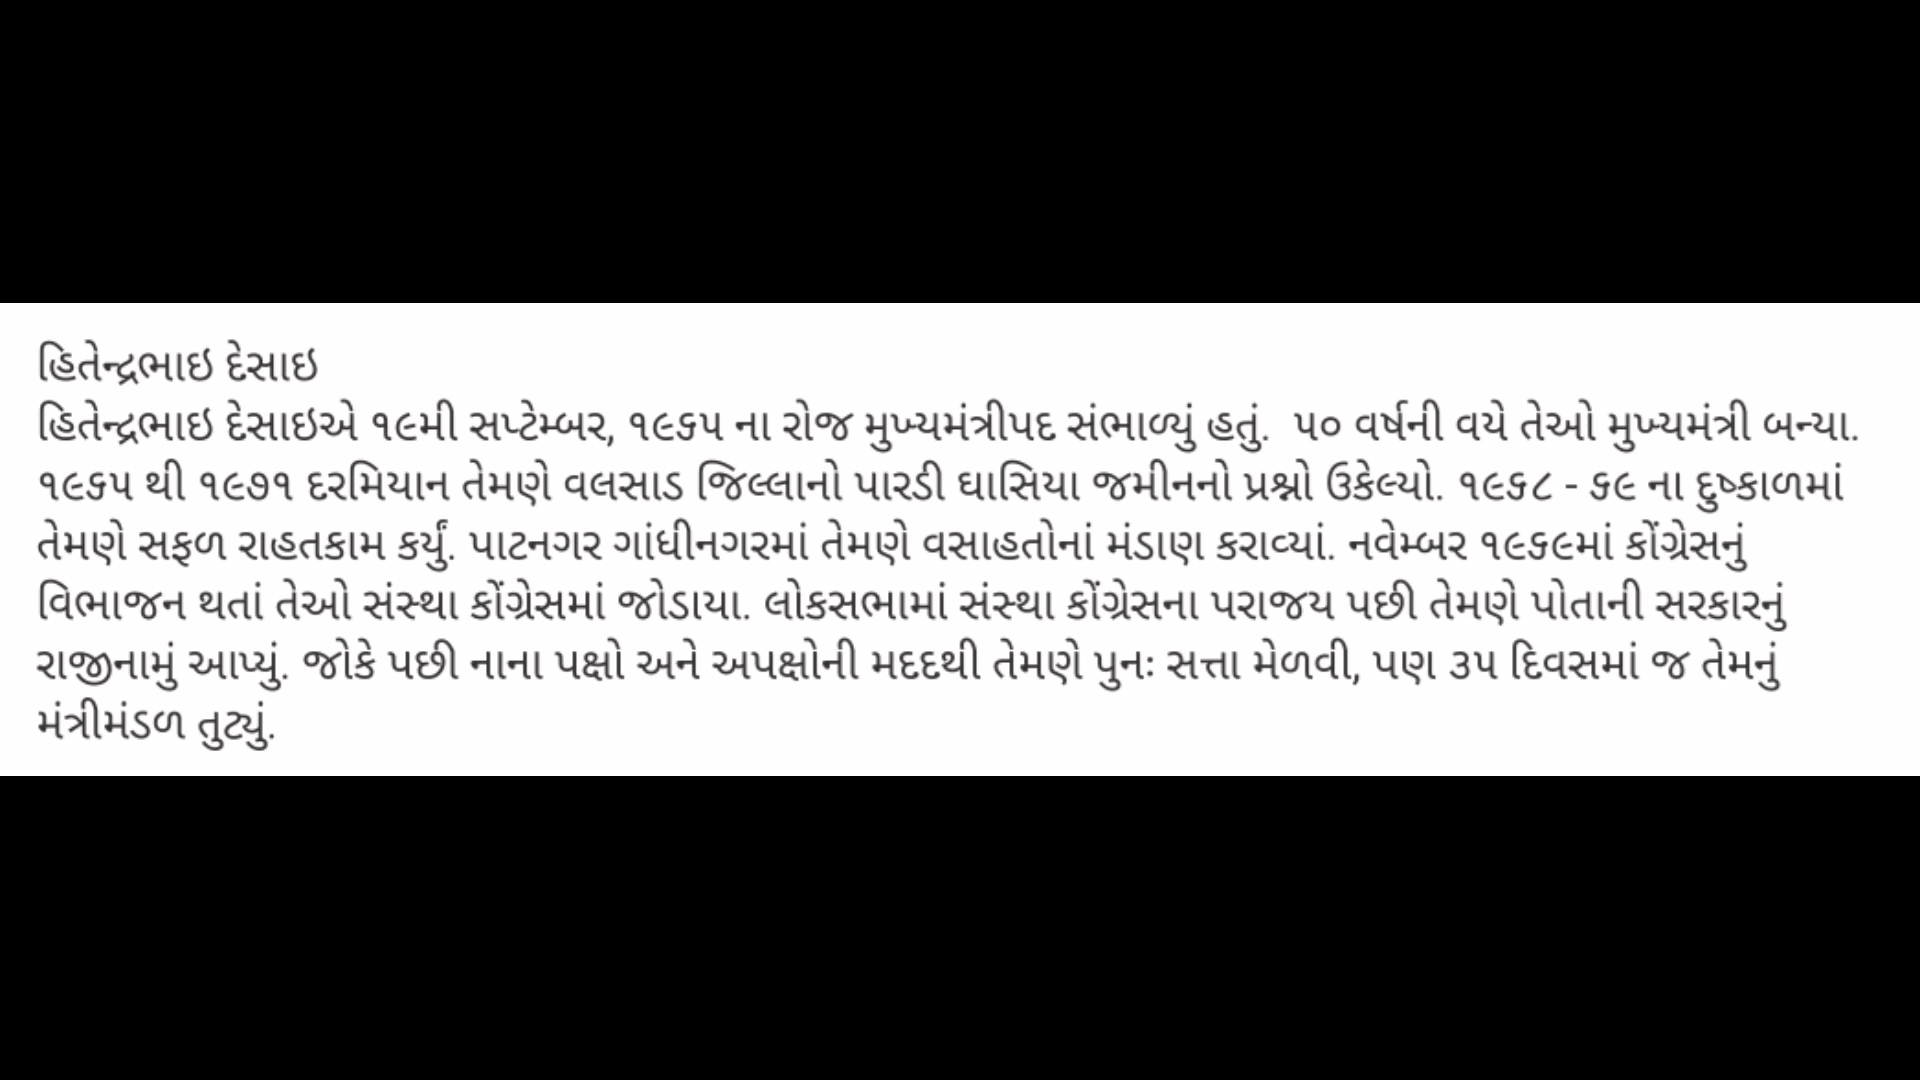 હિતેન્દ્રભાઇ દેસાઇ
હિતેન્દ્રભાઇ દેસાઇએ ૧૯મી સપ્ટેમ્બર, ૧૯૬૫ ના રોજ મુખ્યમંત્રીપદ સંભાળ્યું હતું.  ૫૦ વર્ષની વયે તેઓ મુખ્યમંત્રી બન્યા.
૧૯૬૫ થી ૧૯૭૧ દરમિયાન તેમણે વલસાડ જિલ્લાનો પારડી ઘાસિયા જમીનનો પ્રશ્નો ઉકેલ્યો. ૧૯૬૮ - ૬૯ ના દુષ્કાળમાં
તેમણે સફળ રાહતકામ કર્યું. પાટનગર ગાંધીનગરમાં તેમણે વસાહતોનાં મંડાણ કરાવ્યાં. નવેમ્બર ૧૯૬૯માં કોંગ્રેસનું
વિભાજન થતાં તેઓ સંસ્થા કોંગ્રેસમાં જોડાયા. લોકસભામાં સંસ્થા કોંગ્રેસના પરાજય પછી તેમણે પોતાની સરકારનું
રાજીનામું આપ્યું. જોકે પછી નાના પક્ષો અને અપક્ષોની મદદથી તેમણે પુનઃ સત્તા મેળવી, પણ ૩૫ દિવસમાં જ તેમનું
મંત્રીમંડળ તુટ્યું.